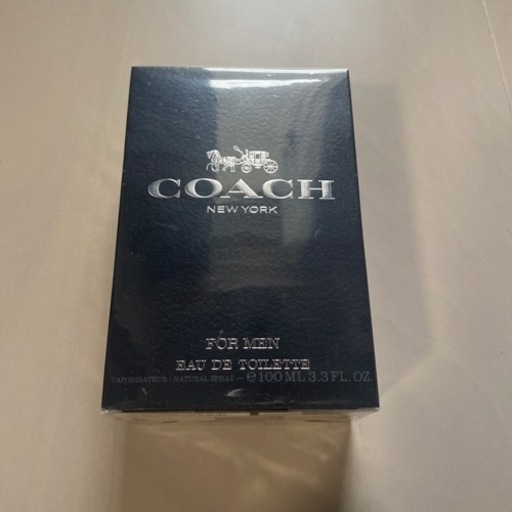 COACH
NEW YORK
FOR MEN
EAU DE TOILETTE
VAPORISATEUR · NATURAL SPRAY – ℮ 100 ML 3.3 FL. OZ.